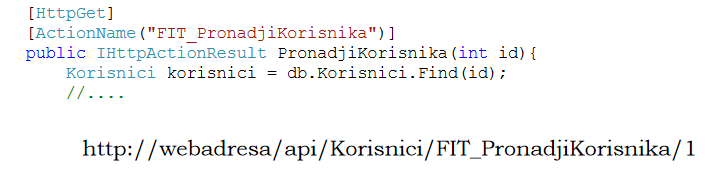 [HttpGet]
[ActionName("FIT_PronadjiKorisnika")]
public IHttpActionResult PronadjiKorisnika(int id){
Korisnici korisnici = db.Korisnici.Find(id);
//....
http://webadresa/api/Korisnici/FIT_PronadjiKorisnika/1